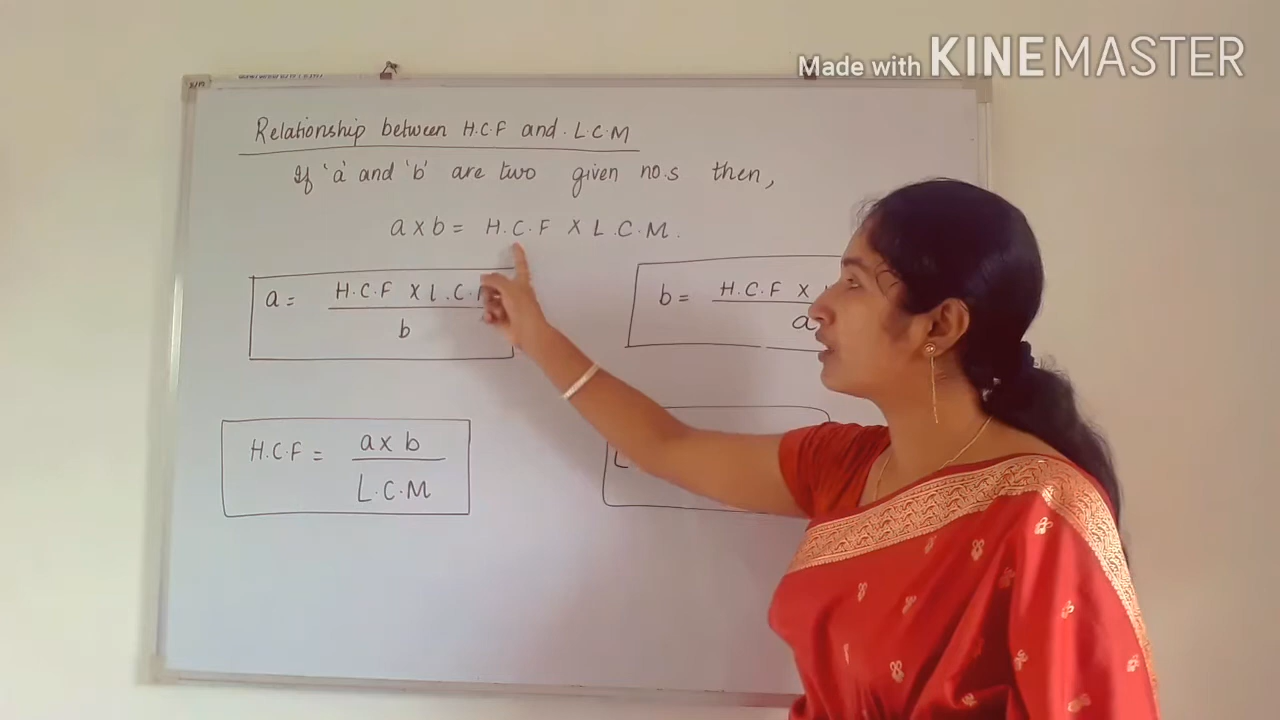 Made with KINEMASTER
Relationship between H.C.F and. L.C.M
If 'a' and 'b' are two given no.s then,
a x b = H.C.F X L.C.M.
a = H.C.F X L.C.
b
b = H.C.F X
a
H.C.F = a x b
L.C.M